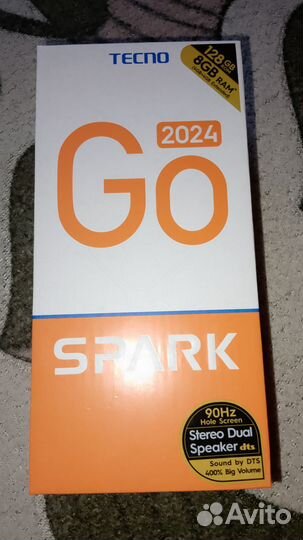 TECNO
128GB ROM
8GB RAM*
Go
2024
SPARK
90Hz
Hole Screen
Stereo Dual
Speaker dts
Sound by DTS
400% Big Volume
Avito